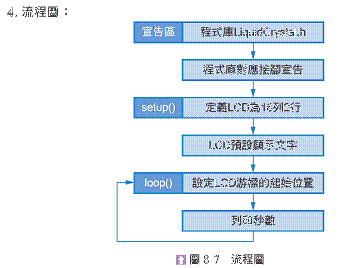 4. 流程圖：
宣告區 程式庫LiquidCrystal.h
程式庫對應接腳宣告
setup() 定義LCD為16列2行
LCD預設顯示文字
loop() 設定LCD游標的起始位置
列印秒數
圖 8-7 流程圖